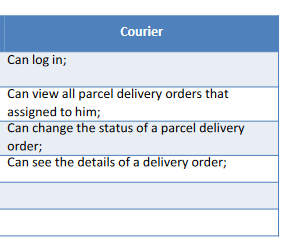 Courier
Can log in;
Can view all parcel delivery orders that
assigned to him;
Can change the status of a parcel delivery
order;
Can see the details of a delivery order;